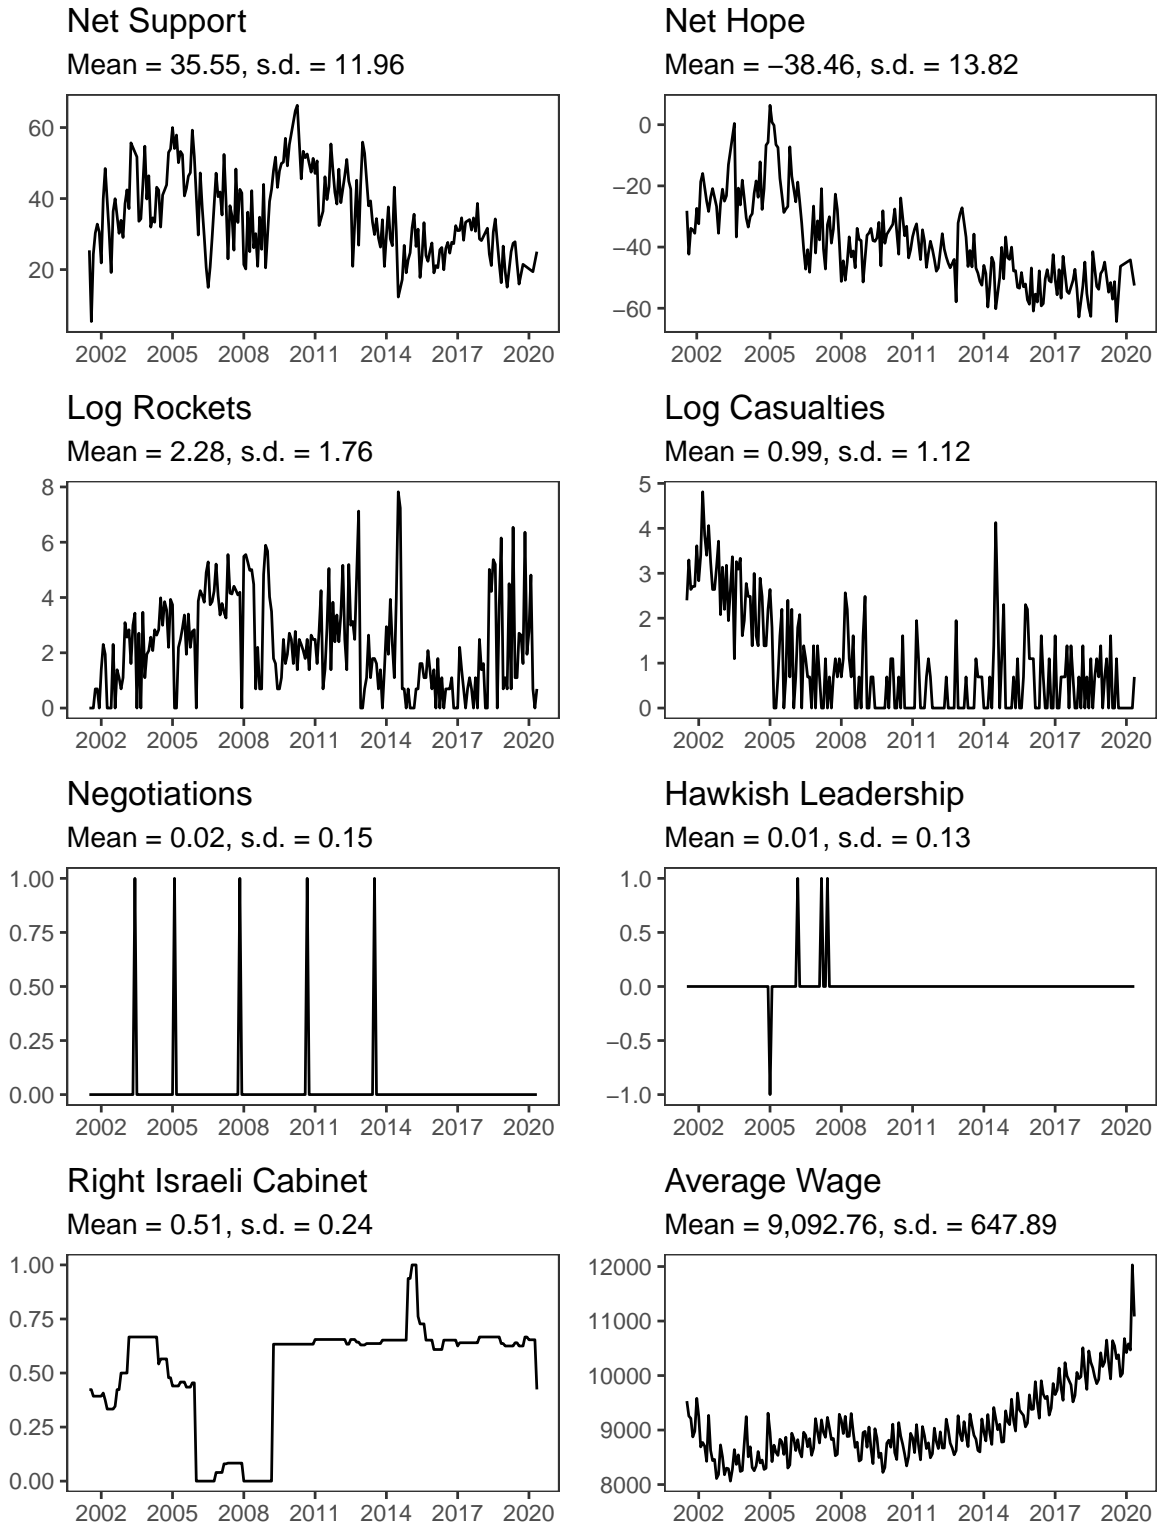 Net Support
Mean = 35.55, s.d. = 11.96
60
40
20
2002 2005 2008 2011 2014 2017 2020
Net Hope
Mean = −38.46, s.d. = 13.82
0
−20
−40
−60
2002 2005 2008 2011 2014 2017 2020
Log Rockets
Mean = 2.28, s.d. = 1.76
8
6
4
2
0
2002 2005 2008 2011 2014 2017 2020
Log Casualties
Mean = 0.99, s.d. = 1.12
5
4
3
2
1
0
2002 2005 2008 2011 2014 2017 2020
Negotiations
Mean = 0.02, s.d. = 0.15
1.00
0.75
0.50
0.25
0.00
2002 2005 2008 2011 2014 2017 2020
Hawkish Leadership
Mean = 0.01, s.d. = 0.13
1.0
0.5
0.0
−0.5
−1.0
2002 2005 2008 2011 2014 2017 2020
Right Israeli Cabinet
Mean = 0.51, s.d. = 0.24
1.00
0.75
0.50
0.25
0.00
2002 2005 2008 2011 2014 2017 2020
Average Wage
Mean = 9,092.76, s.d. = 647.89
12000
11000
10000
9000
8000
2002 2005 2008 2011 2014 2017 2020